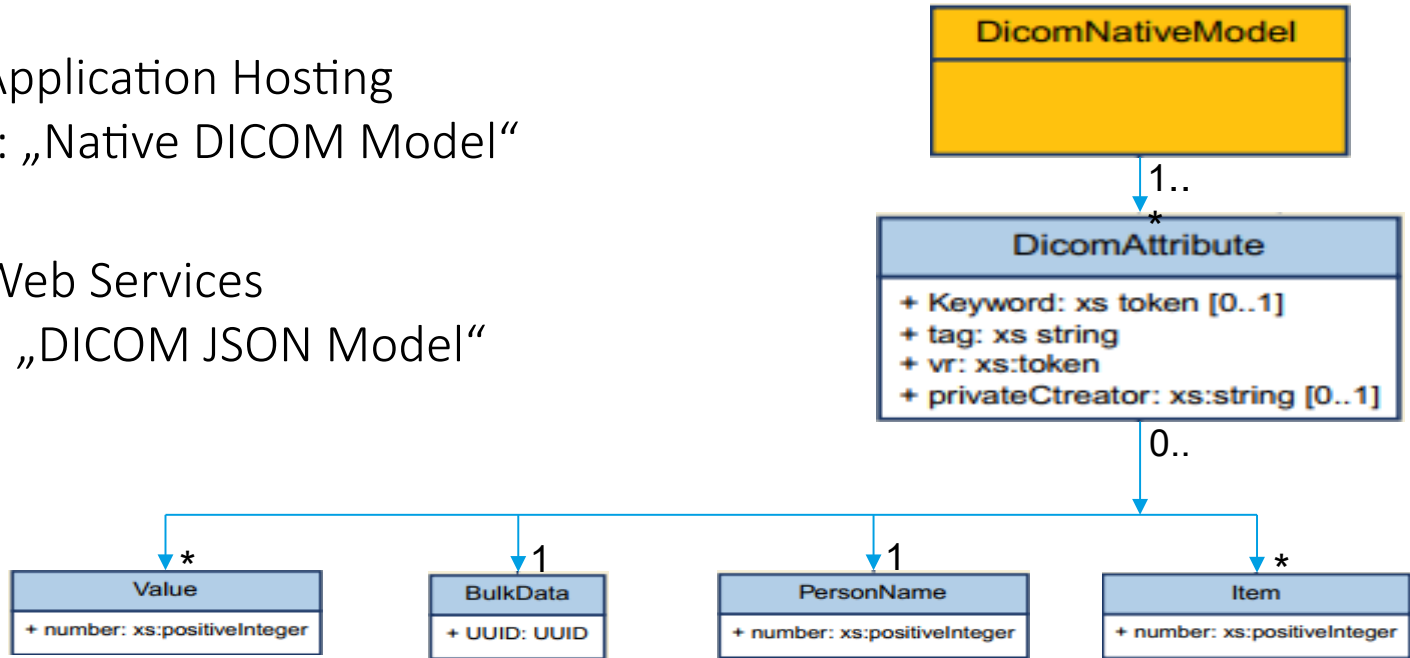 Application Hosting
: „Native DICOM Model“
Web Services
„DICOM JSON Model“
DicomNativeModel
1..
*
DicomAttribute
+ Keyword: xs token [0..1]
+ tag: xs string
+ vr: xs:token
+ privateCtreator: xs:string [0..1]
0..
*
1
1
*
Value
+ number: xs:positiveInteger
BulkData
+ UUID: UUID
PersonName
+ number: xs:positiveInteger
Item
+ number: xs:positiveInteger